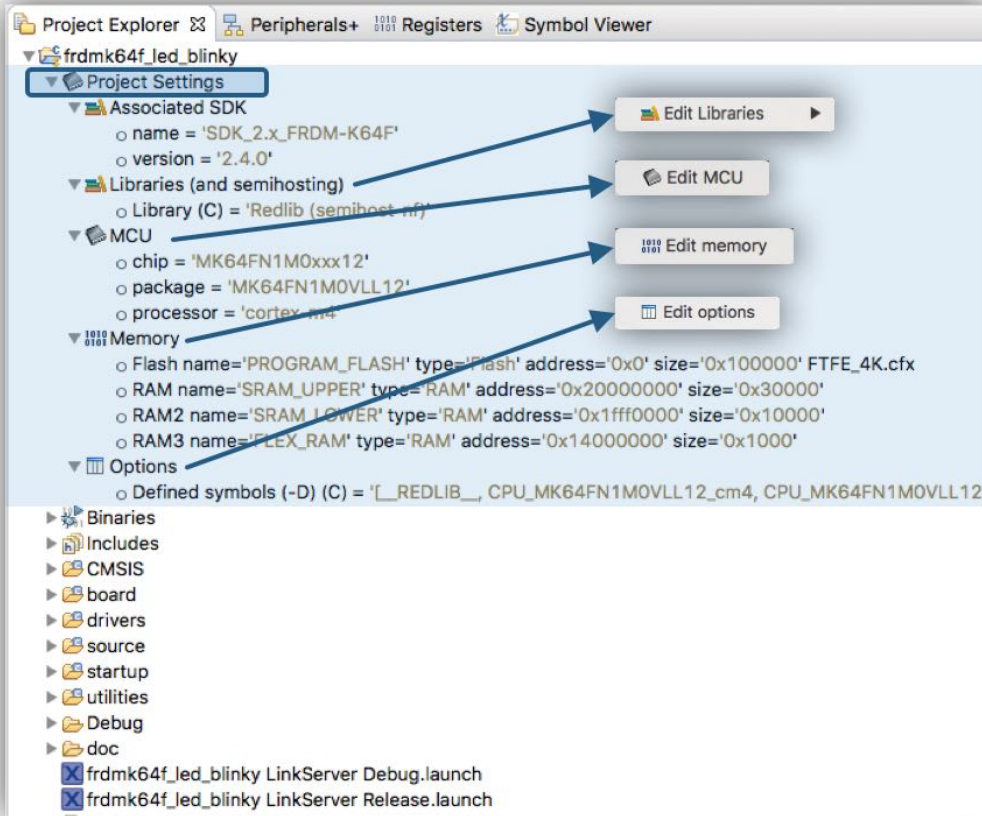 Project Explorer Peripherals+ Registers Symbol Viewer
frdmk64f_led_blinky
Project Settings
Associated SDK
name = 'SDK_2.x_FRDM-K64F'
version = '2.4.0'
Libraries (and semihosting)
Library (C) = 'Redlib (semihost-nf)'
MCU
chip = 'MK64FN1M0xxx12'
package = 'MK64FN1M0VLL12'
processor = 'cortex-m4'
Memory
Flash name='PROGRAM_FLASH' type='Flash' address='0x0' size='0x100000' FTFE_4K.cfx
RAM name='SRAM_UPPER' type='RAM' address='0x20000000' size='0x30000'
RAM2 name='SRAM_LOWER' type='RAM' address='0x1fff0000' size='0x10000'
RAM3 name='FLEX_RAM' type='RAM' address='0x14000000' size='0x1000'
Options
Defined symbols (-D) (C) = '[__REDLIB__, CPU_MK64FN1M0VLL12_cm4, CPU_MK64FN1M0VLL12
Edit Libraries
Edit MCU
Edit memory
Edit options
Binaries
Includes
CMSIS
board
drivers
source
startup
utilities
Debug
doc
frdmk64f_led_blinky LinkServer Debug.launch
frdmk64f_led_blinky LinkServer Release.launch